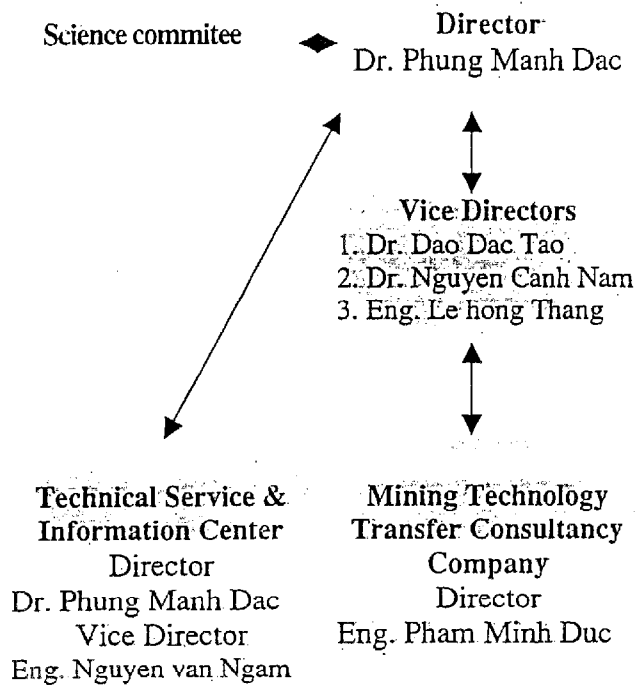 Science commitee
Director
Dr. Phung Manh Dac
Vice Directors
1. Dr. Dao Dac Tao
2. Dr. Nguyen Canh Nam
3. Eng. Le hong Thang
Technical Service &
Information Center
Director
Dr. Phung Manh Dac
Vice Director
Eng. Nguyen van Ngam
Mining Technology
Transfer Consultancy
Company
Director
Eng. Pham Minh Duc